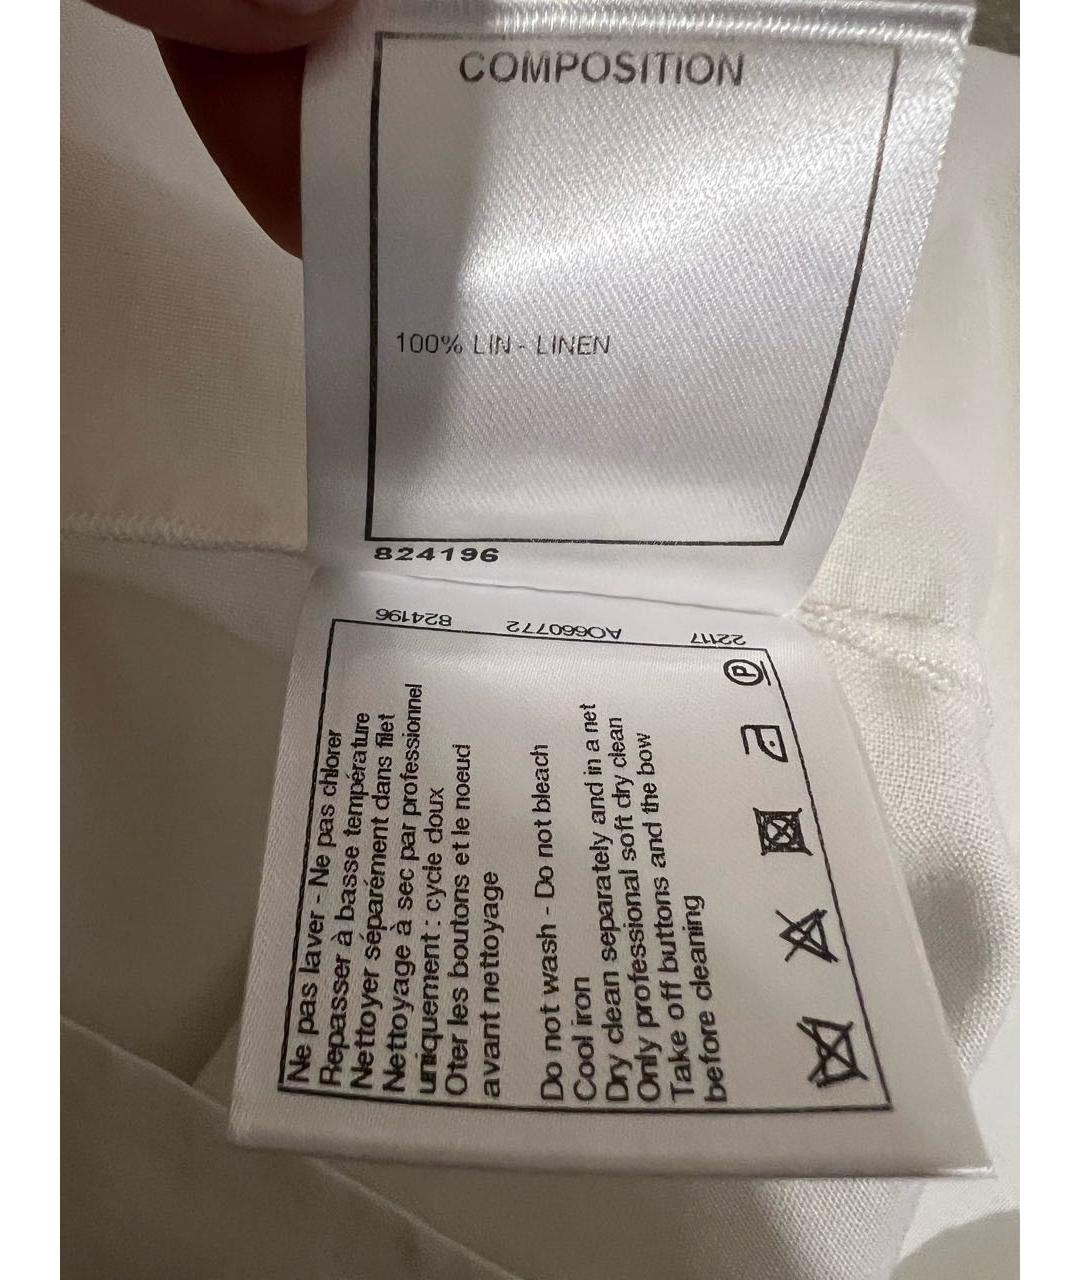 COMPOSITION
100% LIN - LINEN
824196
824196 AO660772 22117
Ne pas laver - Ne pas chlorer
Repasser à basse température
Nettoyer séparément dans filet
Nettoyage à sec par professionnel
uniquement : cycle doux
Oter les boutons et le noeud
avant nettoyage
Do not wash - Do not bleach
Cool iron
Dry clean separately and in a net
Only professional soft dry clean
Take off buttons and the bow
before cleaning
P